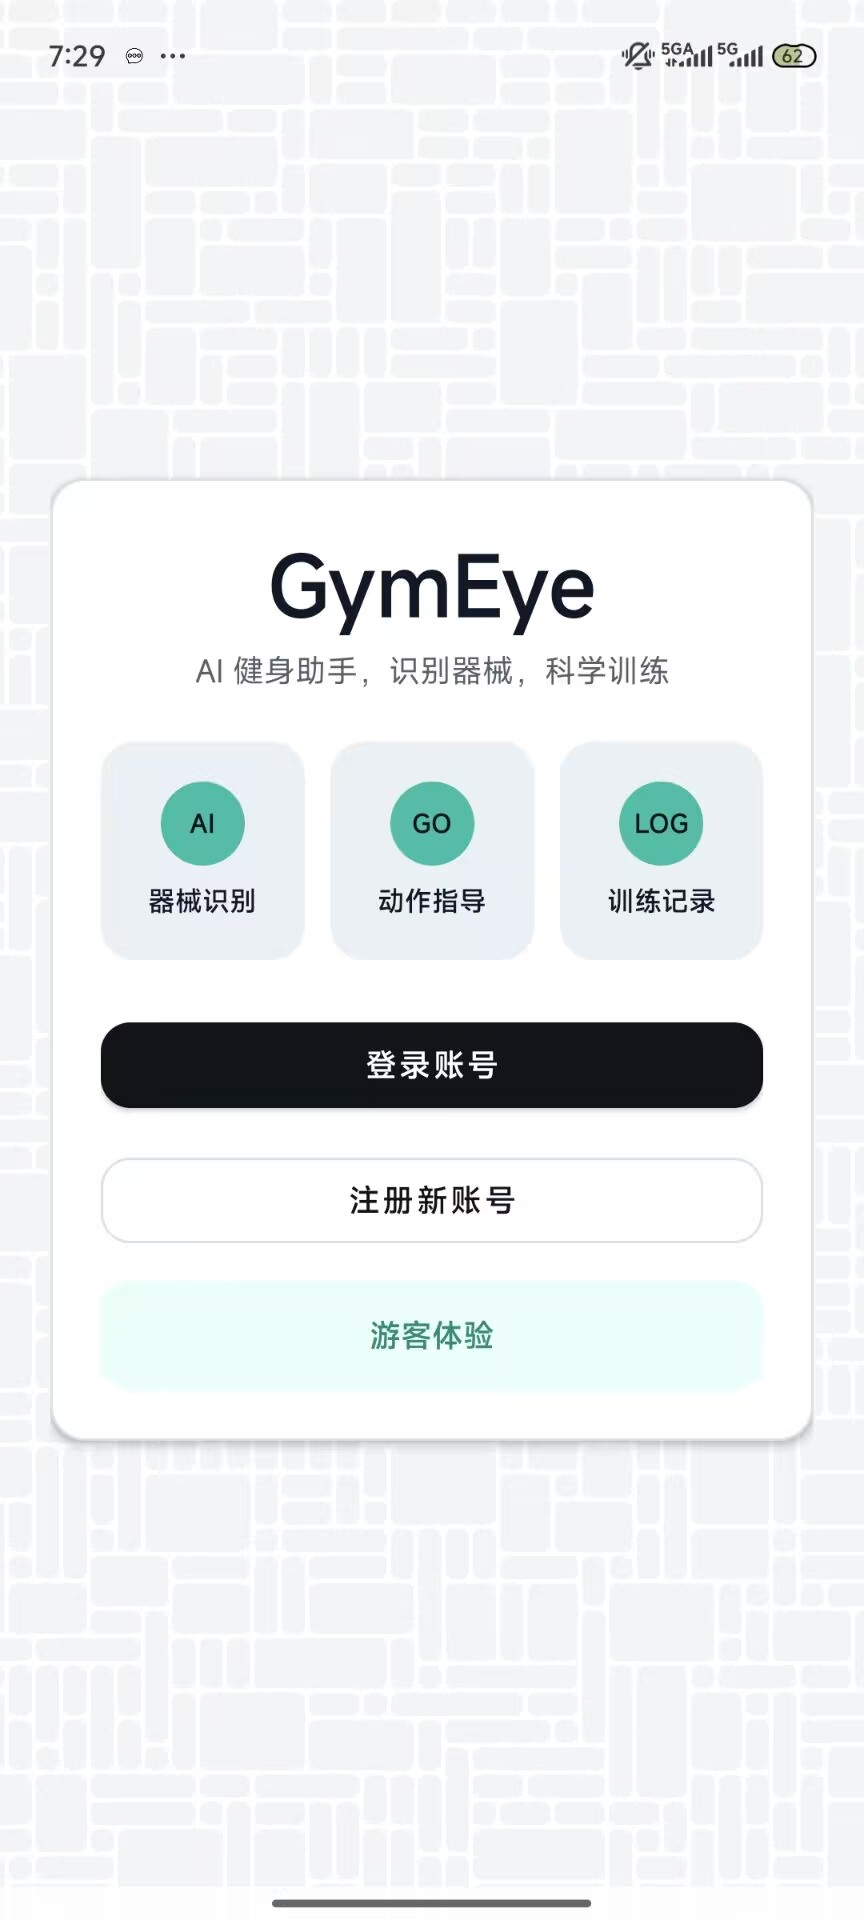 7:29
5GA 5G 62
GymEye
AI 健身助手，识别器械，科学训练
AI GO LOG
器械识别 动作指导 训练记录
登录账号
注册新账号
游客体验